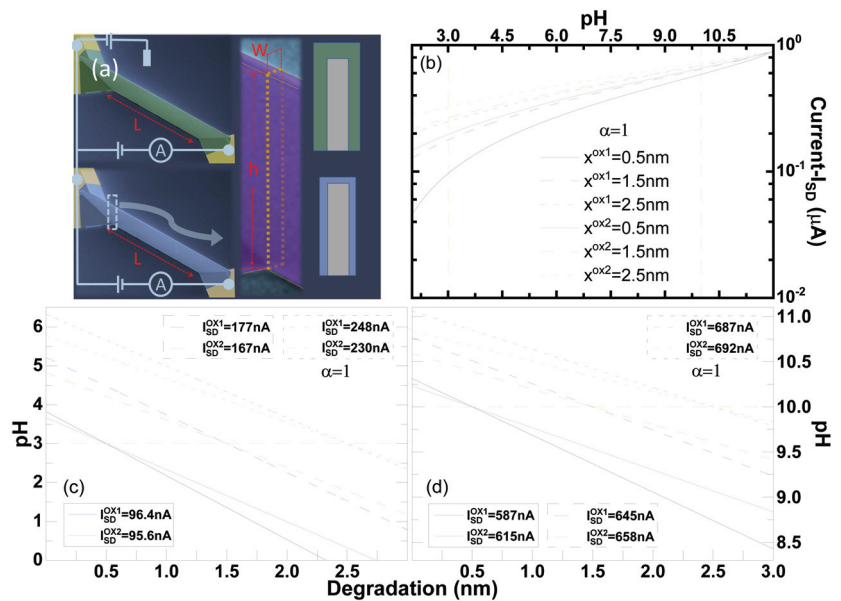 (a)
L
A
L
A
W
h
pH
3.0 4.5 6.0 7.5 9.0 10.5
(b)
10⁰
10⁻¹
10⁻²
Current-I_SD (μA)
α=1
x^ox1=0.5nm
x^ox1=1.5nm
x^ox1=2.5nm
x^ox2=0.5nm
x^ox2=1.5nm
x^ox2=2.5nm
pH
6
5
4
3
2
1
0
I_SD^OX1=177nA I_SD^OX1=248nA
I_SD^OX2=167nA I_SD^OX2=230nA
α=1
(c)
I_SD^OX1=96.4nA
I_SD^OX2=95.6nA
0.5 1.0 1.5 2.0 2.5
I_SD^OX1=687nA
I_SD^OX2=692nA
α=1
(d)
I_SD^OX1=587nA I_SD^OX1=645nA
I_SD^OX2=615nA I_SD^OX2=658nA
11.0
10.5
10.0
9.5
9.0
8.5
pH
0.5 1.0 1.5 2.0 2.5 3.0
Degradation (nm)